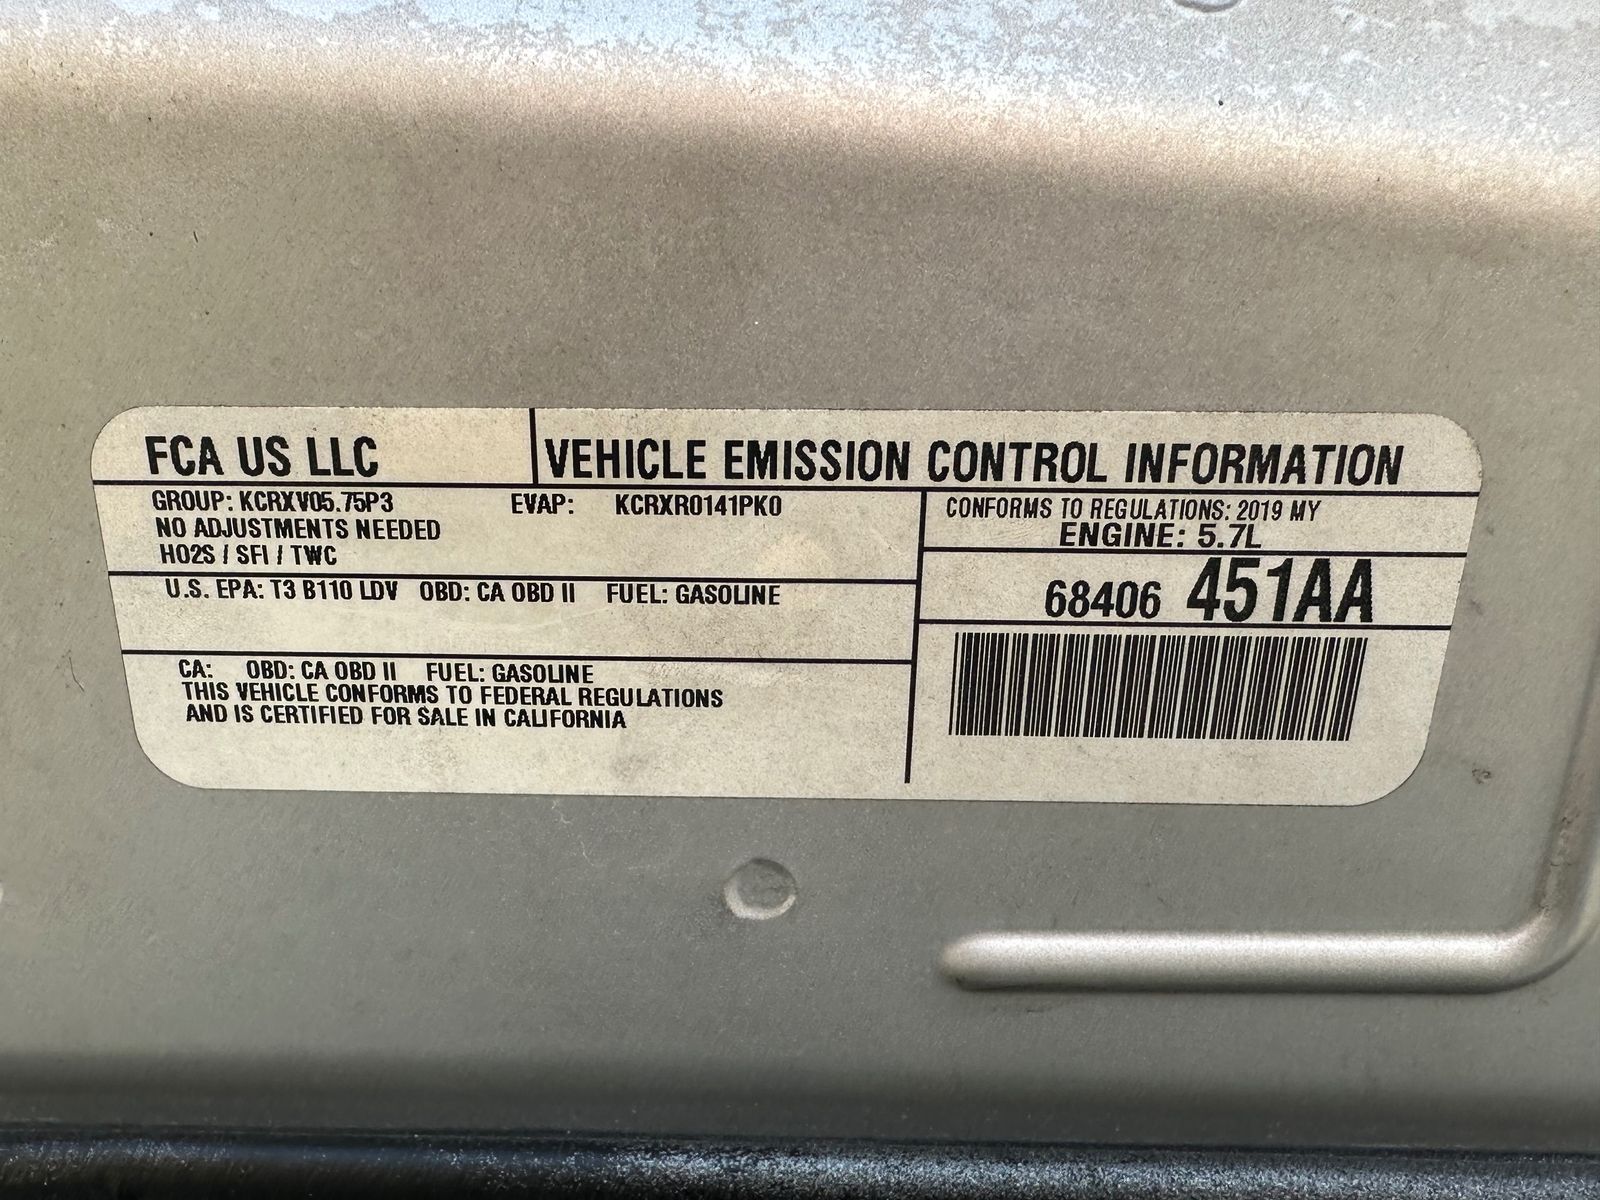 FCA US LLC
VEHICLE EMISSION CONTROL INFORMATION
GROUP: KCRXV05.75P3 EVAP: KCRXR0141PK0
NO ADJUSTMENTS NEEDED
HO2S / SFI / TWC
U.S. EPA: T3 B110 LDV OBD: CA OBD II FUEL: GASOLINE
CA: OBD: CA OBD II FUEL: GASOLINE
THIS VEHICLE CONFORMS TO FEDERAL REGULATIONS
AND IS CERTIFIED FOR SALE IN CALIFORNIA
CONFORMS TO REGULATIONS: 2019 MY
ENGINE: 5.7L
68406 451AA